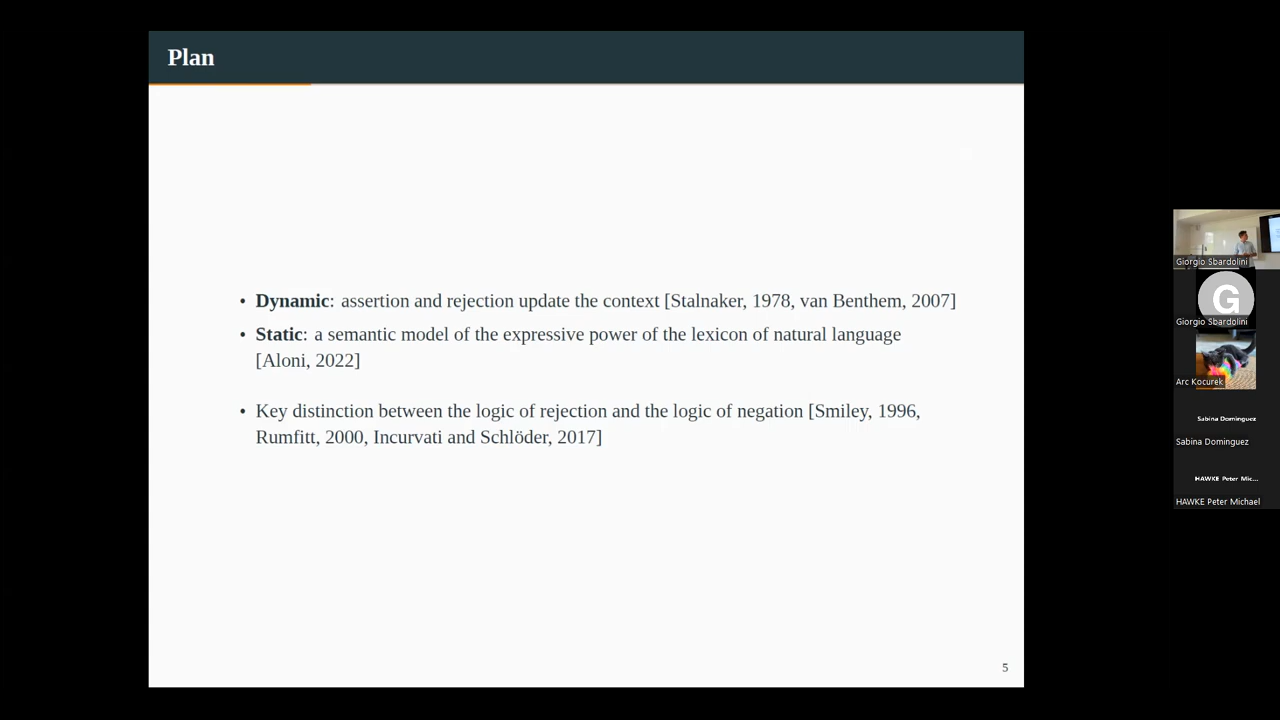 Plan
• Dynamic: assertion and rejection update the context [Stalnaker, 1978, van Benthem, 2007]
• Static: a semantic model of the expressive power of the lexicon of natural language
[Aloni, 2022]
• Key distinction between the logic of rejection and the logic of negation [Smiley, 1996,
Rumfitt, 2000, Incurvati and Schlöder, 2017]
5
Giorgio Sbardolini
G
Giorgio Sbardolini
Arc Kocurek
Sabina Dominguez
Sabina Dominguez
HAWKE Peter Mic...
HAWKE Peter Michael